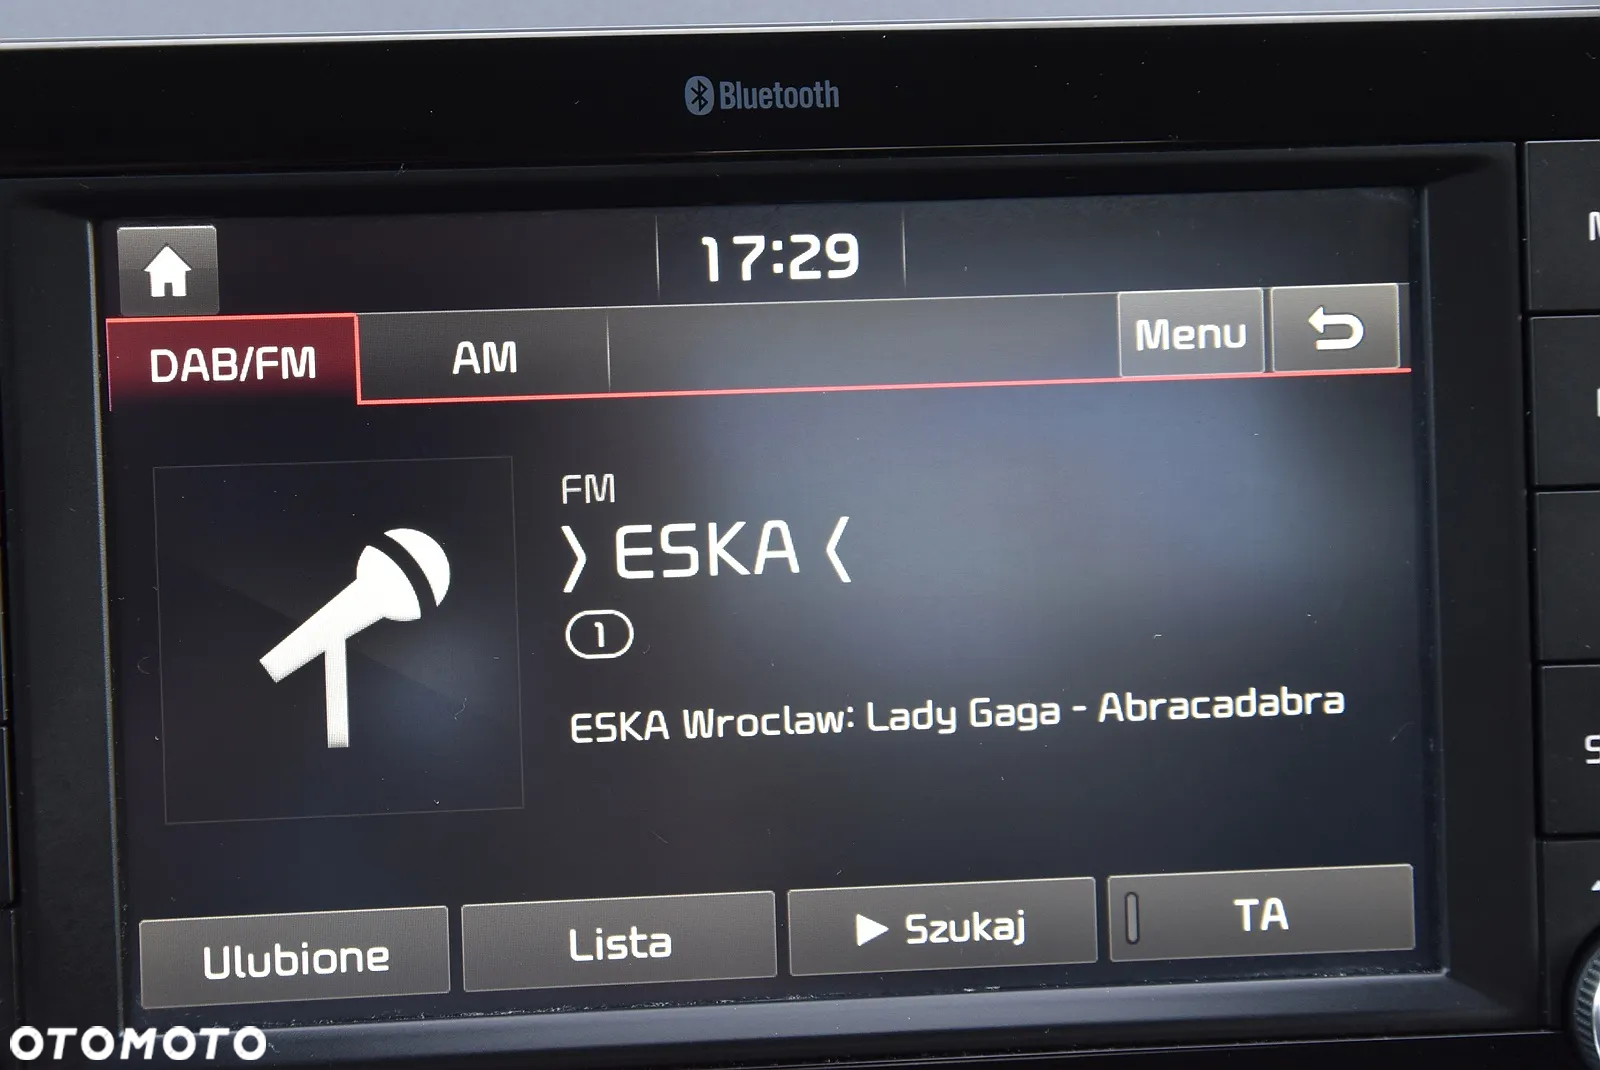 Bluetooth
17:29
DAB/FM
AM
Menu
FM
❭ ESKA ❬
1
ESKA Wroclaw: Lady Gaga - Abracadabra
Ulubione
Lista
▶ Szukaj
TA
OTOMOTO